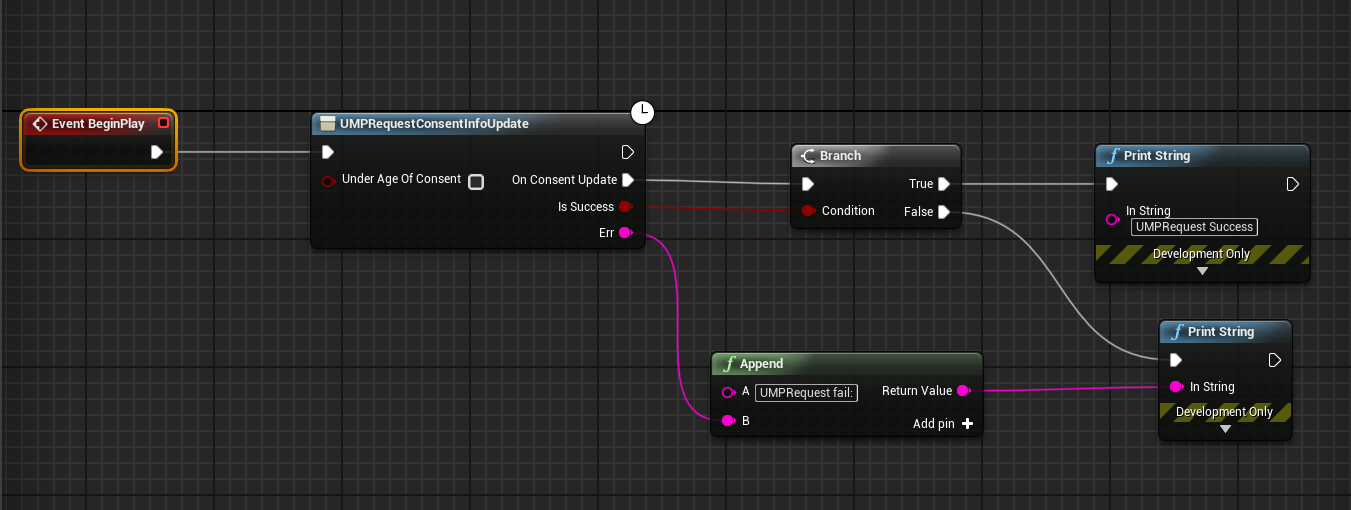 Event BeginPlay
UMPRequestConsentInfoUpdate
Under Age Of Consent
On Consent Update
Is Success
Err
Branch
True
Condition
False
Print String
In String
UMPRequest Success
Development Only
Append
A
UMPRequest fail:
Return Value
B
Add pin
Print String
In String
Development Only